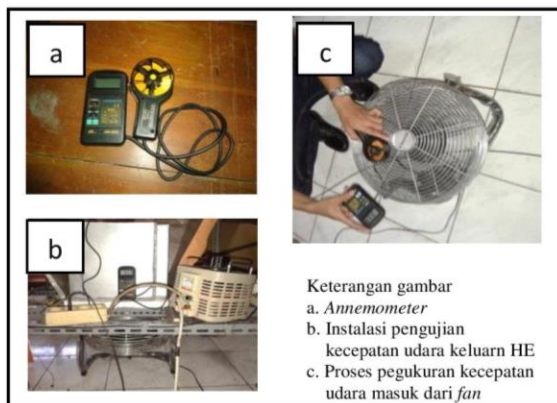 a
c
b
Keterangan gambar
a. Annemometer
b. Instalasi pengujian
kecepatan udara keluarn HE
c. Proses pegukuran kecepatan
udara masuk dari fan